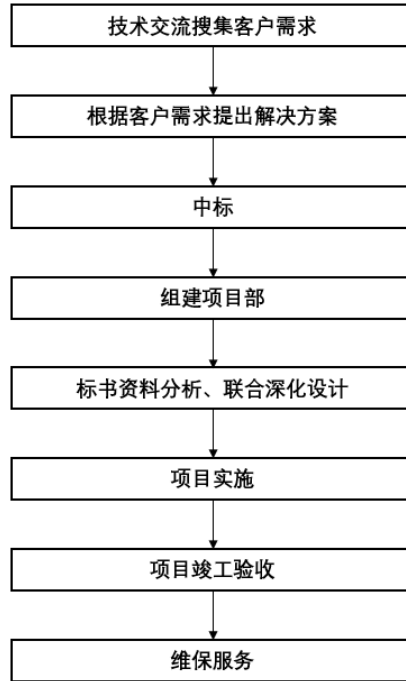 技术交流搜集客户需求
根据客户需求提出解决方案
中标
组建项目部
标书资料分析、联合深化设计
项目实施
项目竣工验收
维保服务